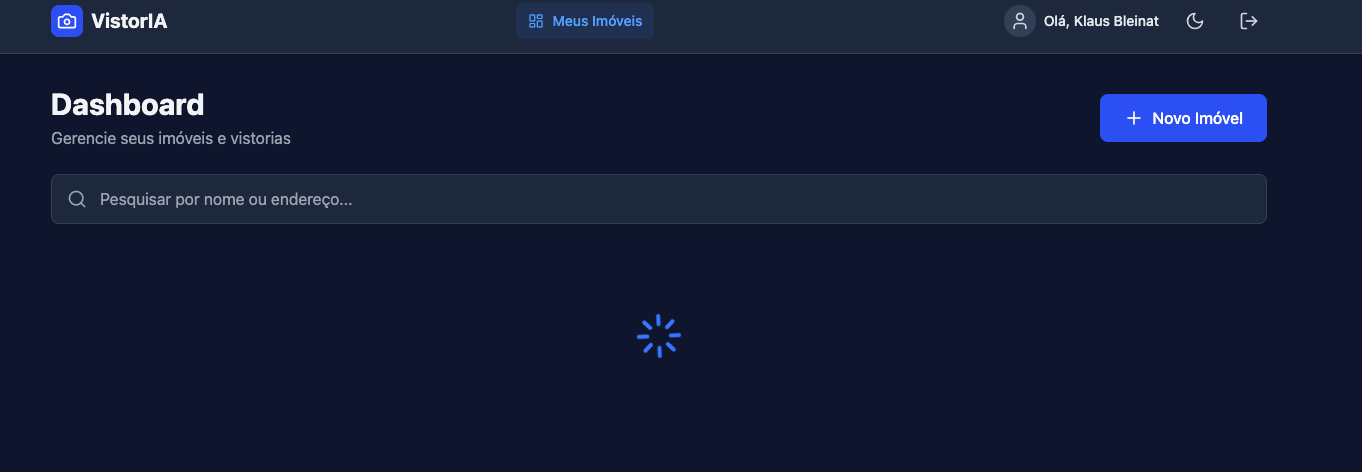 VistorIA
Meus Imóveis
Olá, Klaus Bleinat
Dashboard
Gerencie seus imóveis e vistorias
Novo Imóvel
Pesquisar por nome ou endereço...